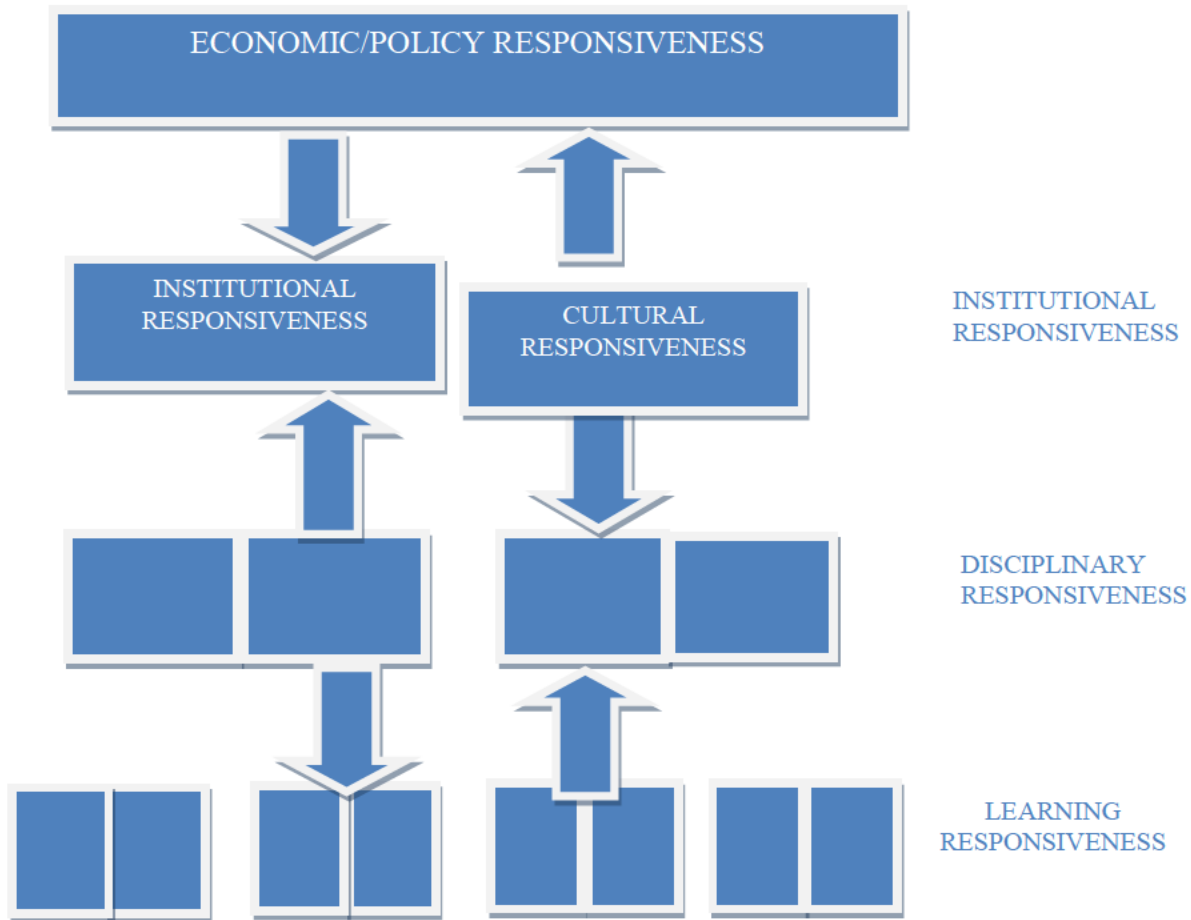 ECONOMIC/POLICY RESPONSIVENESS
INSTITUTIONAL
RESPONSIVENESS
CULTURAL
RESPONSIVENESS
INSTITUTIONAL
RESPONSIVENESS
DISCIPLINARY
RESPONSIVENESS
LEARNING
RESPONSIVENESS